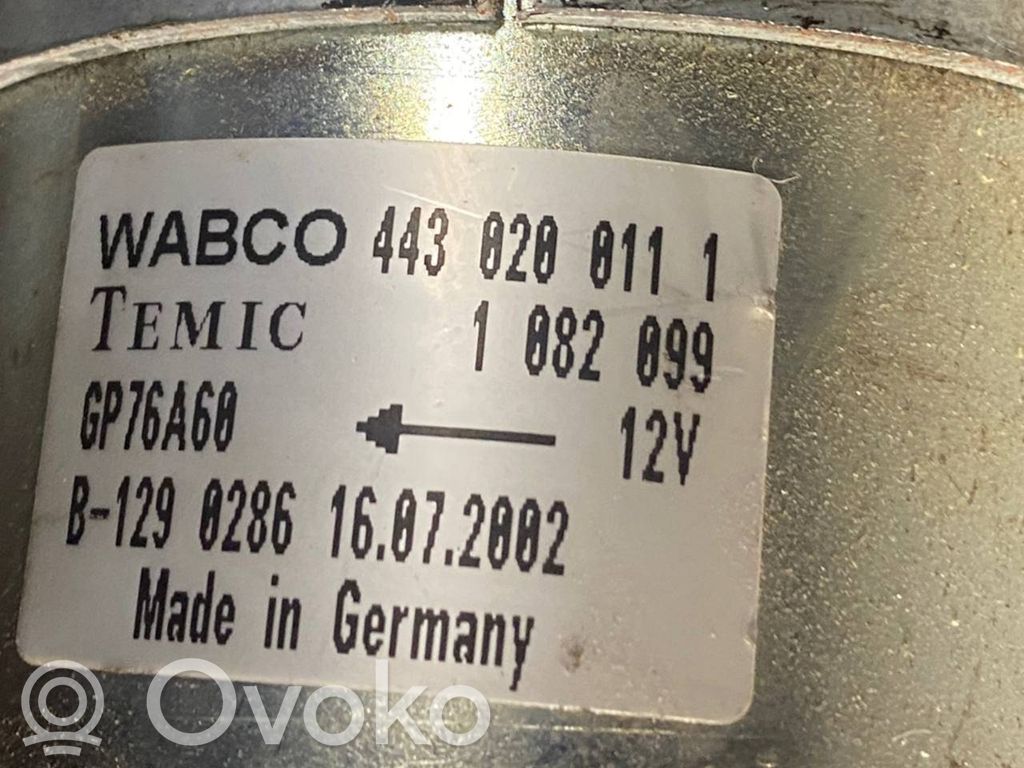 WABCO 443 020 011 1
TEMIC 1 082 099
GP76A60 12V
B-129 0286 16.07.2002
Made in Germany
® Ovoko